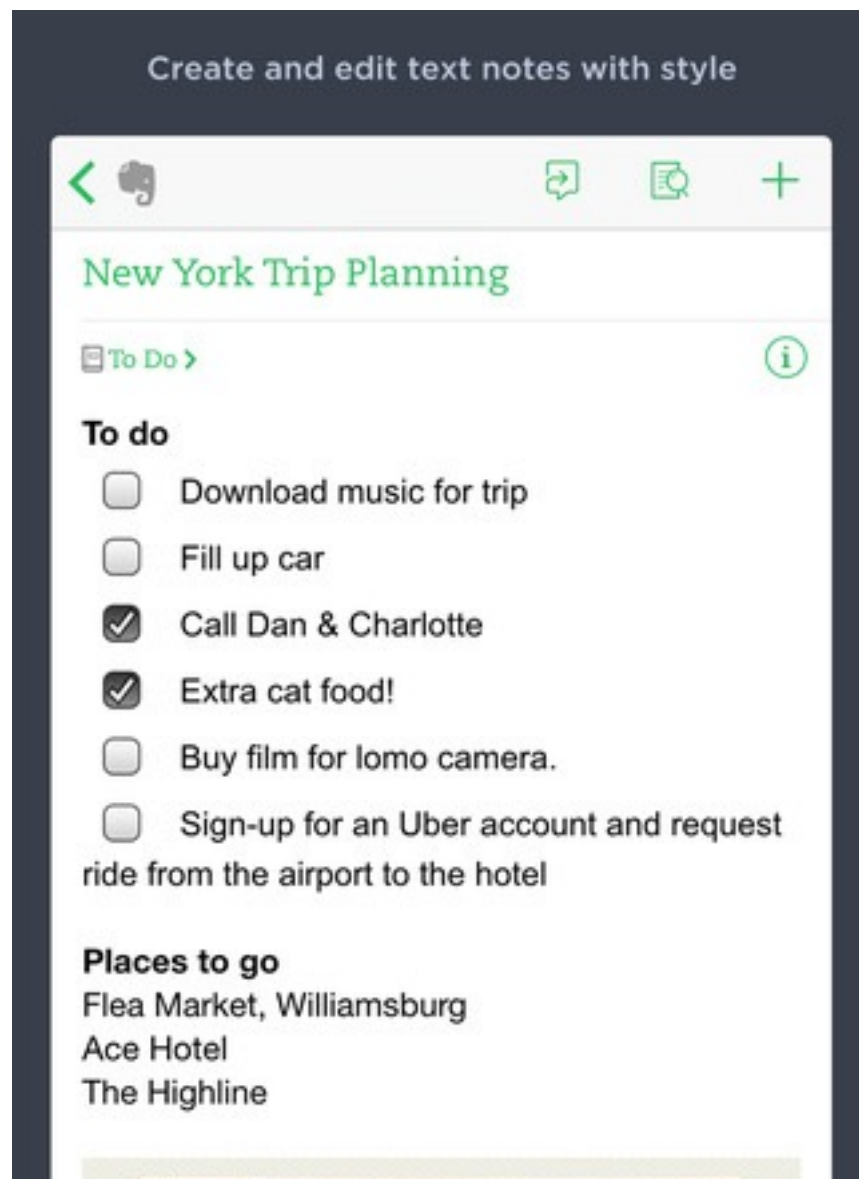 Create and edit text notes with style
New York Trip Planning
To Do
To do
Download music for trip
Fill up car
Call Dan & Charlotte
Extra cat food!
Buy film for lomo camera.
Sign-up for an Uber account and request
ride from the airport to the hotel
Places to go
Flea Market, Williamsburg
Ace Hotel
The Highline